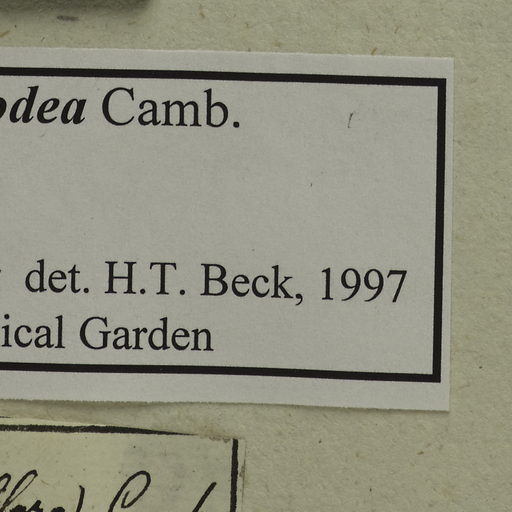 odea Camb.
det. H.T. Beck, 1997
ical Garden